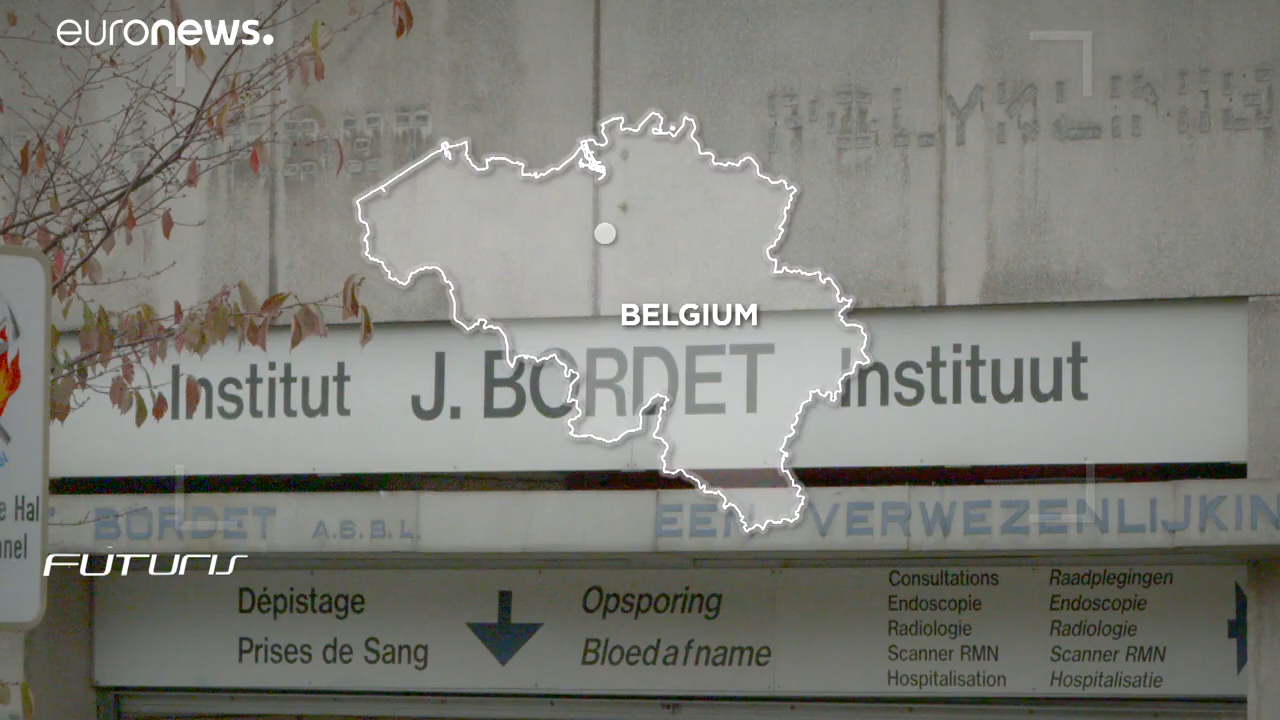 euronews.
BELGIUM
Institut J. BORDET Instituut
BORDET A.S.B.L. EEN VERWEZENLIJKIN
e Hal
nnel
FUTURIS
Dépistage
Prises de Sang
Opsporing
Bloedafname
Consultations
Endoscopie
Radiologie
Scanner RMN
Hospitalisation
Raadplegingen
Endoscopie
Radiologie
Scanner RMN
Hospitalisatie